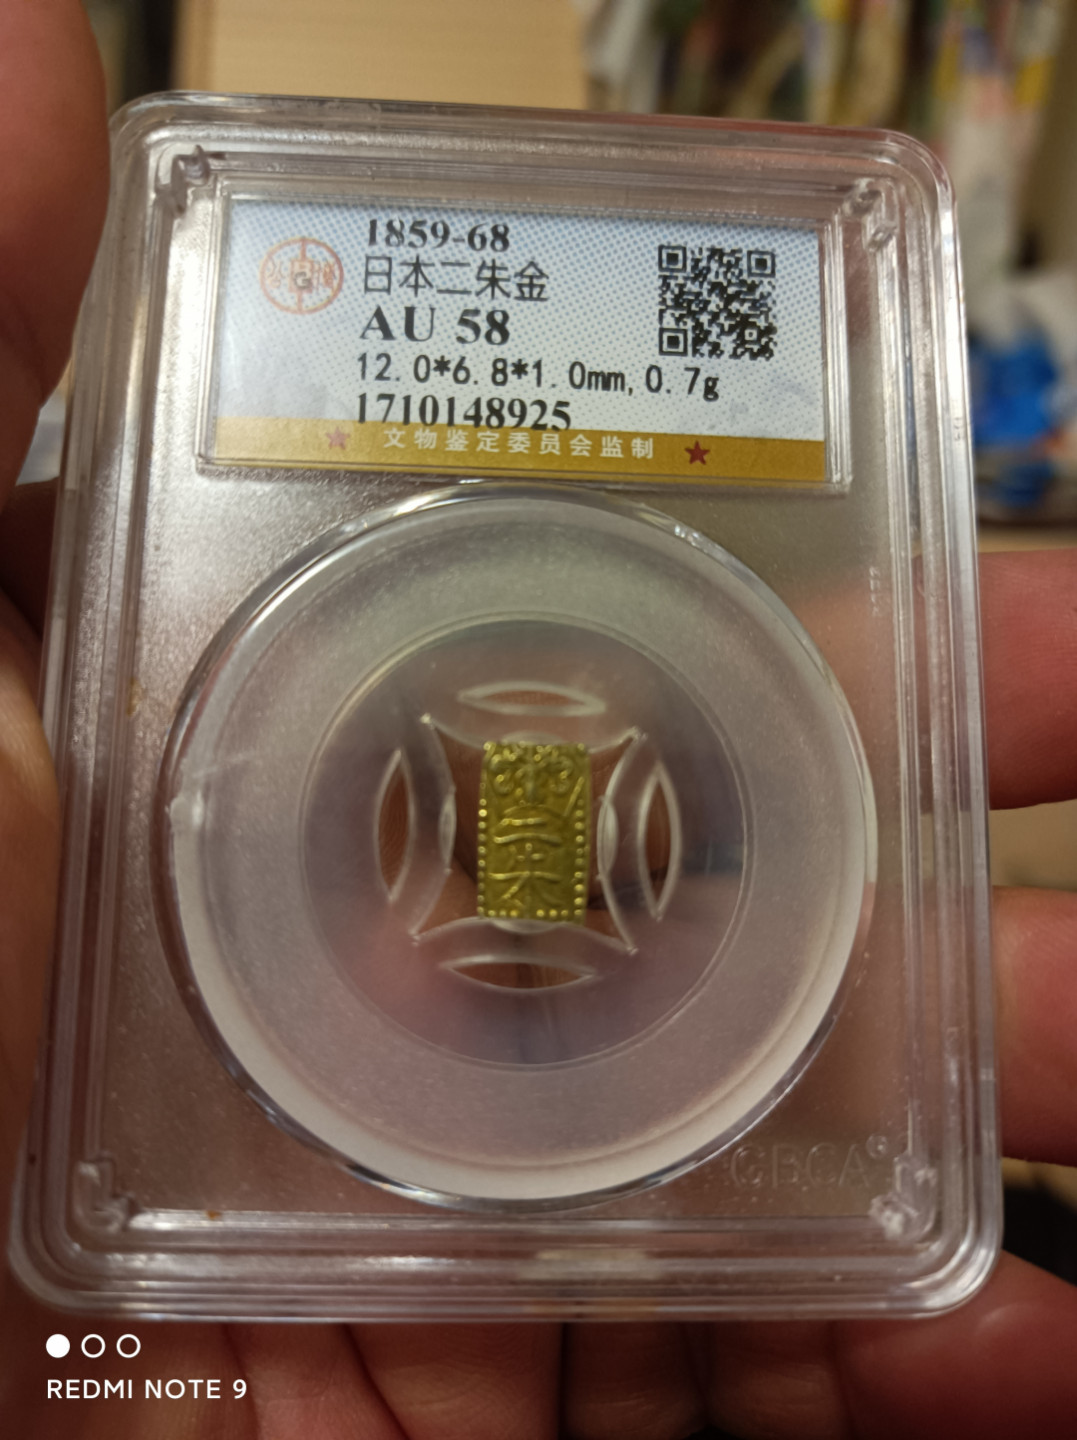 1859-68
日本二朱金
AU 58
12.0*6.8*1.0mm,0.7g
1710148925
文物鉴定委员会监制
G
二
朱
GBCA
REDMI NOTE 9